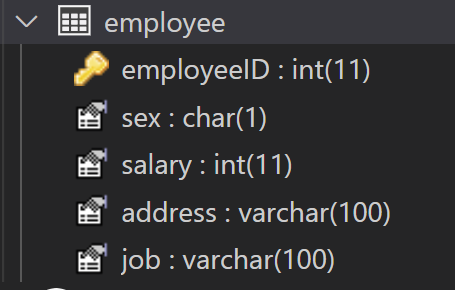 employee
employeeID : int(11)
sex : char(1)
salary : int(11)
address : varchar(100)
job : varchar(100)